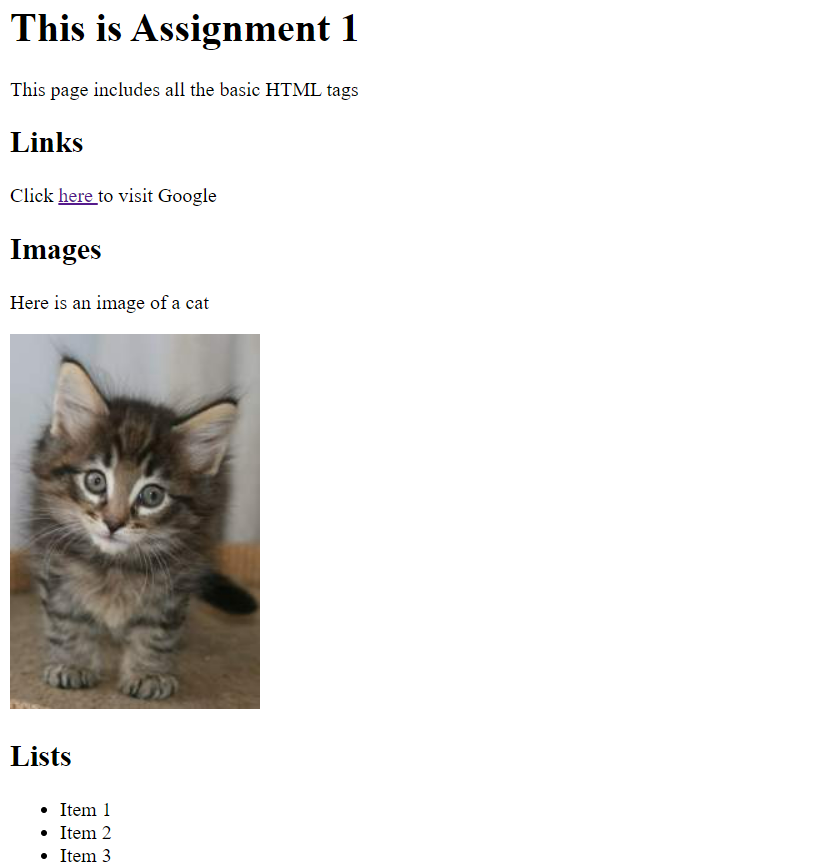 This is Assignment 1
This page includes all the basic HTML tags
Links
Click here to visit Google
Images
Here is an image of a cat
Lists
Item 1
Item 2
Item 3